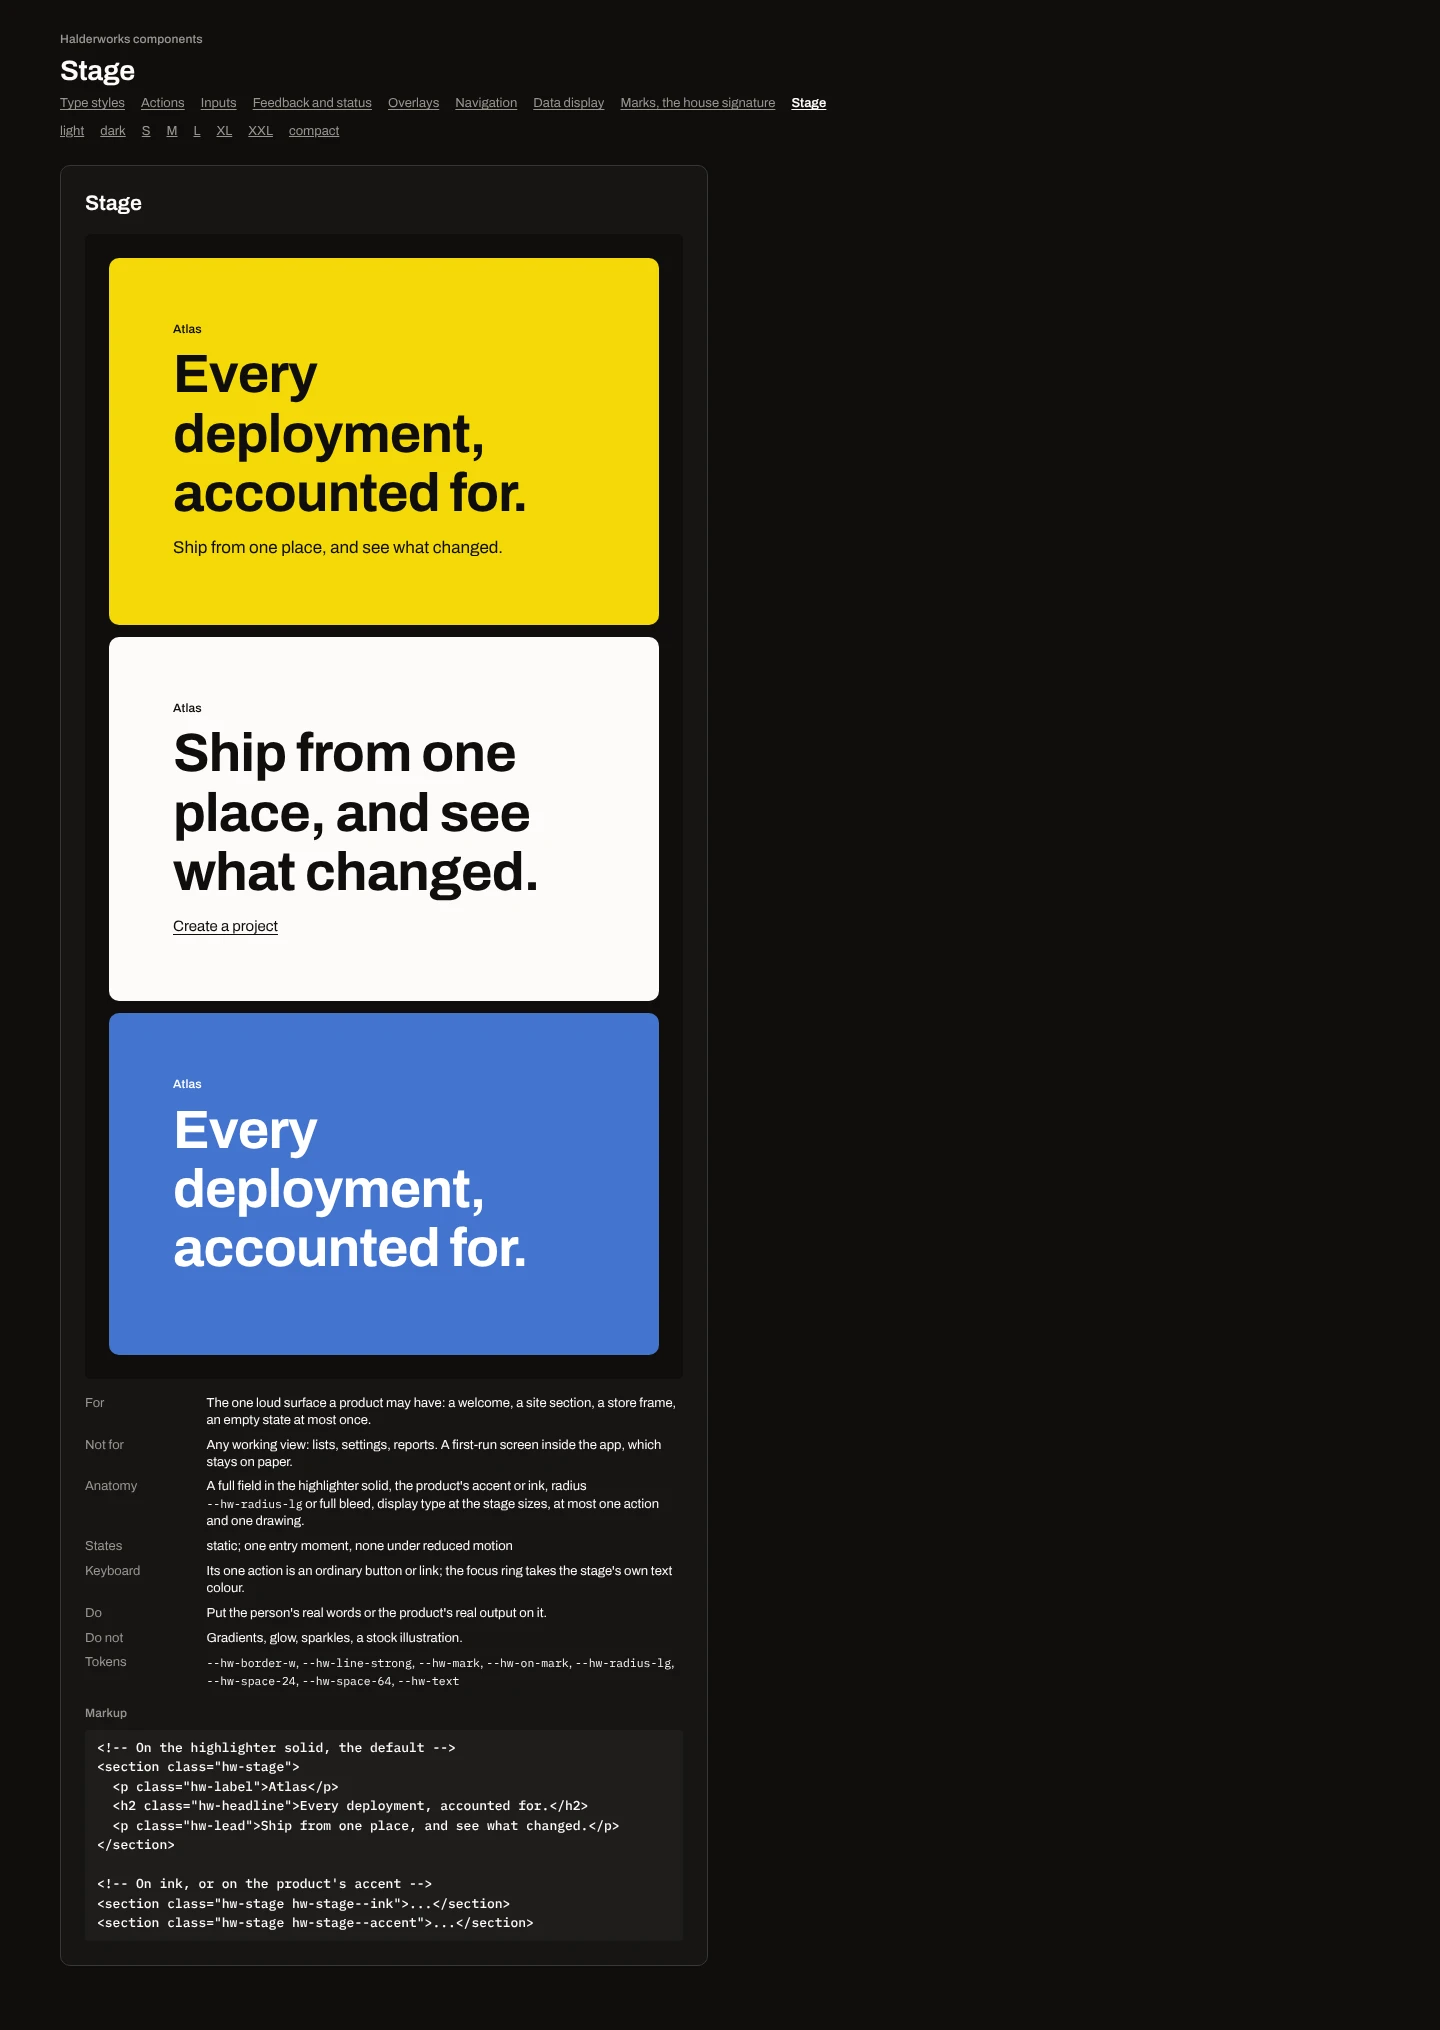 Halderworks components
Stage
Type styles Actions Inputs Feedback and status Overlays Navigation Data display Marks, the house signature Stage
light dark S M L XL XXL compact
Stage
Atlas
Every
deployment,
accounted for.
Ship from one place, and see what changed.
Atlas
Ship from one
place, and see
what changed.
Create a project
Atlas
Every
deployment,
accounted for.
For The one loud surface a product may have: a welcome, a site section, a store frame,
an empty state at most once.
Not for Any working view: lists, settings, reports. A first-run screen inside the app, which
stays on paper.
Anatomy A full field in the highlighter solid, the product's accent or ink, radius
--hw-radius-lg or full bleed, display type at the stage sizes, at most one action
and one drawing.
States static; one entry moment, none under reduced motion
Keyboard Its one action is an ordinary button or link; the focus ring takes the stage's own text
colour.
Do Put the person's real words or the product's real output on it.
Do not Gradients, glow, sparkles, a stock illustration.
Tokens --hw-border-w, --hw-line-strong, --hw-mark, --hw-on-mark, --hw-radius-lg,
--hw-space-24, --hw-space-64, --hw-text
Markup
<!-- On the highlighter solid, the default -->
<section class="hw-stage">
  <p class="hw-label">Atlas</p>
  <h2 class="hw-headline">Every deployment, accounted for.</h2>
  <p class="hw-lead">Ship from one place, and see what changed.</p>
</section>

<!-- On ink, or on the product's accent -->
<section class="hw-stage hw-stage--ink">...</section>
<section class="hw-stage hw-stage--accent">...</section>